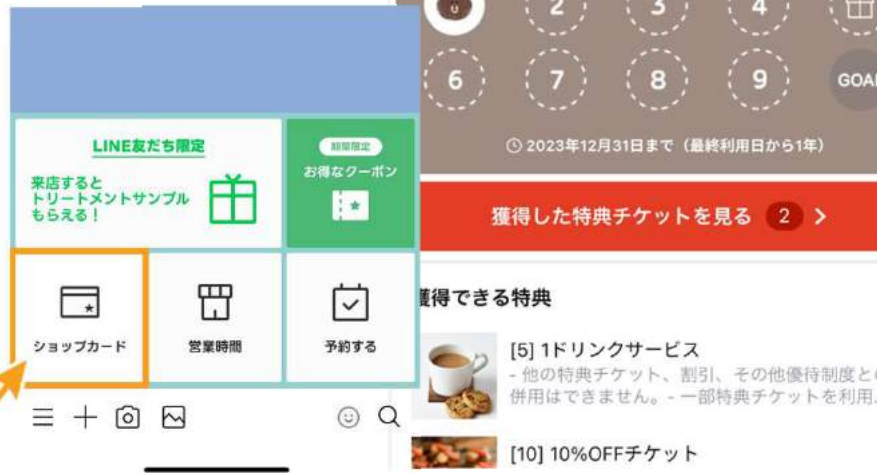 LINE友だち限定
来店すると
トリートメントサンプル
もらえる！
期間限定
お得なクーポン
ショップカード
営業時間
予約する
2
3
4
6
7
8
9
GOAL
2023年12月31日まで（最終利用日から1年）
獲得した特典チケットを見る 2
獲得できる特典
[5] 1ドリンクサービス
- 他の特典チケット、割引、その他優待制度と
併用はできません。- 一部特典チケットを利用...
[10] 10%OFFチケット